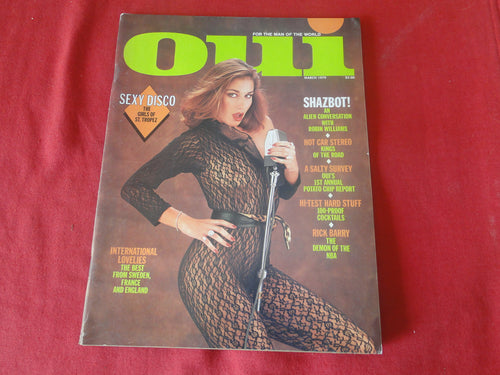 FOR THE MAN OF THE WORLD
oui
MARCH 1979
$2.50
SEXY DISCO
THE
GIRLS OF
ST. TROPEZ
SHAZBOT!
AN
ALIEN CONVERSATION
WITH
ROBIN WILLIAMS
HOT CAR STEREO
KINGS
OF THE ROAD
A SALTY SURVEY
OUI'S
1ST ANNUAL
POTATO CHIP REPORT
HI-TEST HARD STUFF
100-PROOF
COCKTAILS
RICK BARRY
THE
DEMON OF THE
NBA
INTERNATIONAL
LOVELIES
THE BEST
FROM SWEDEN,
FRANCE
AND ENGLAND